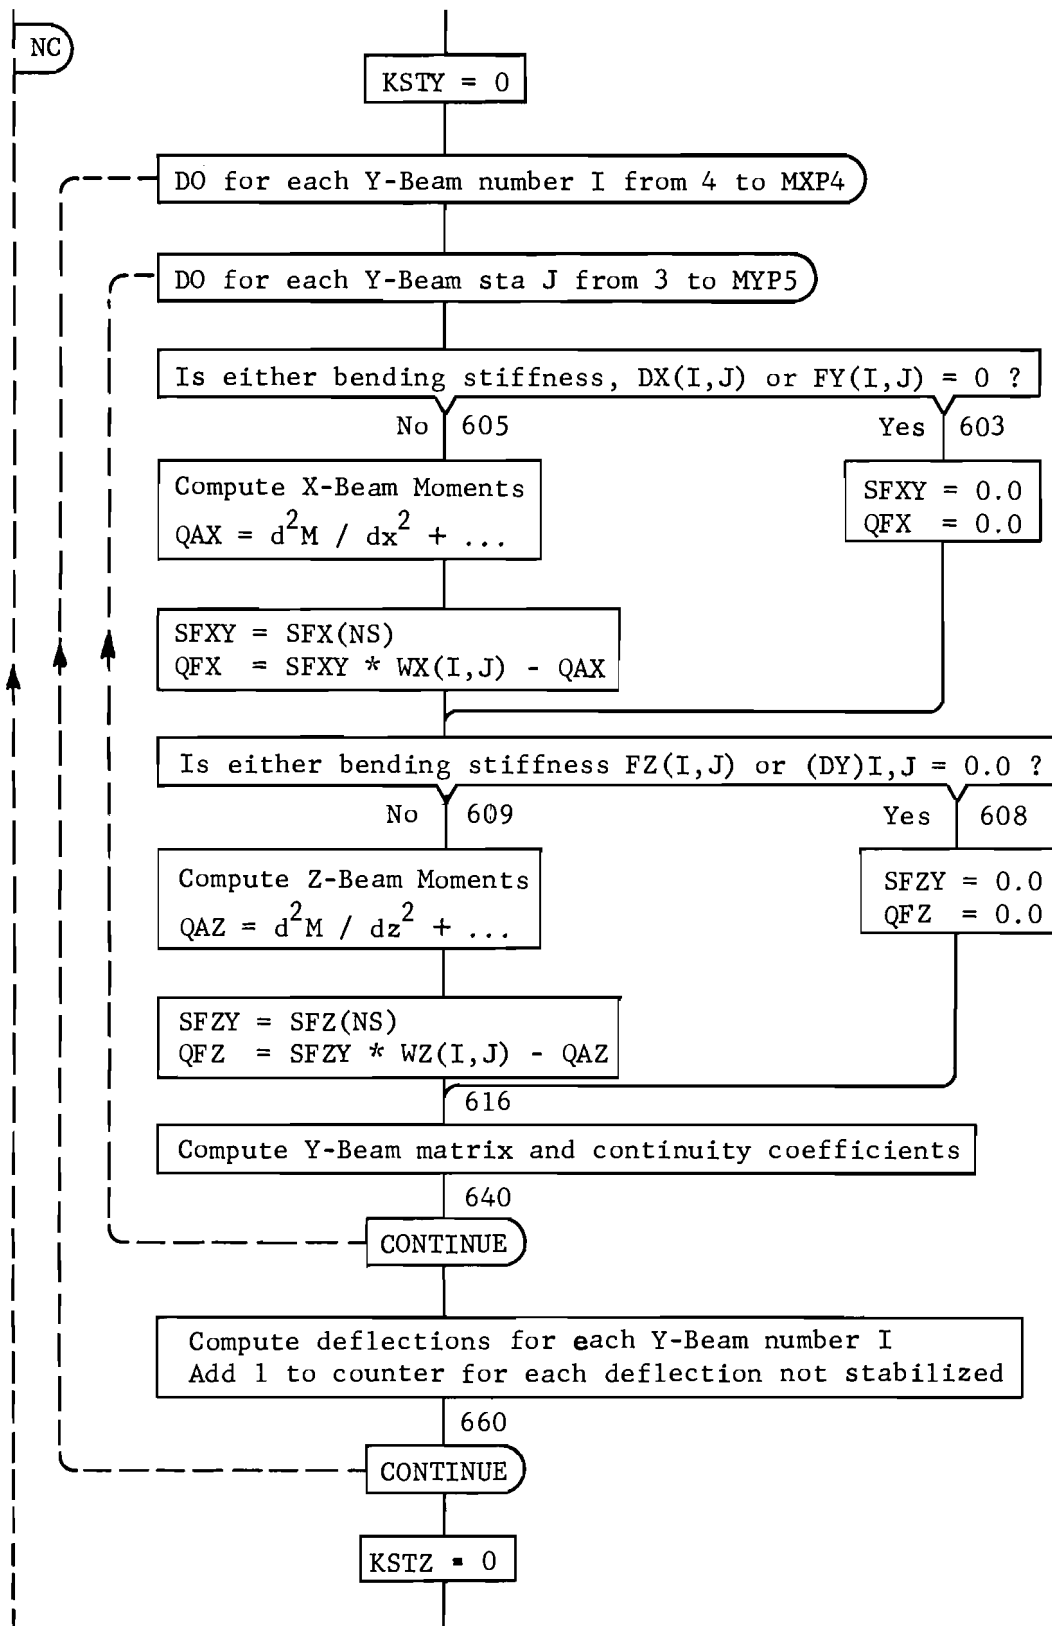 NC
KSTY = 0
DO for each Y-Beam number I from 4 to MXP4
DO for each Y-Beam sta J from 3 to MYP5
Is either bending stiffness, DX(I,J) or FY(I,J) = 0 ?
No 605
Yes 603
Compute X-Beam Moments
QAX = d²M / dx² + ...
SFXY = 0.0
QFX = 0.0
SFXY = SFX(NS)
QFX = SFXY * WX(I,J) - QAX
Is either bending stiffness FZ(I,J) or (DY)I,J = 0.0 ?
No 609
Yes 608
Compute Z-Beam Moments
QAZ = d²M / dz² + ...
SFZY = 0.0
QFZ = 0.0
SFZY = SFZ(NS)
QFZ = SFZY * WZ(I,J) - QAZ
616
Compute Y-Beam matrix and continuity coefficients
640
CONTINUE
Compute deflections for each Y-Beam number I
Add 1 to counter for each deflection not stabilized
660
CONTINUE
KSTZ = 0